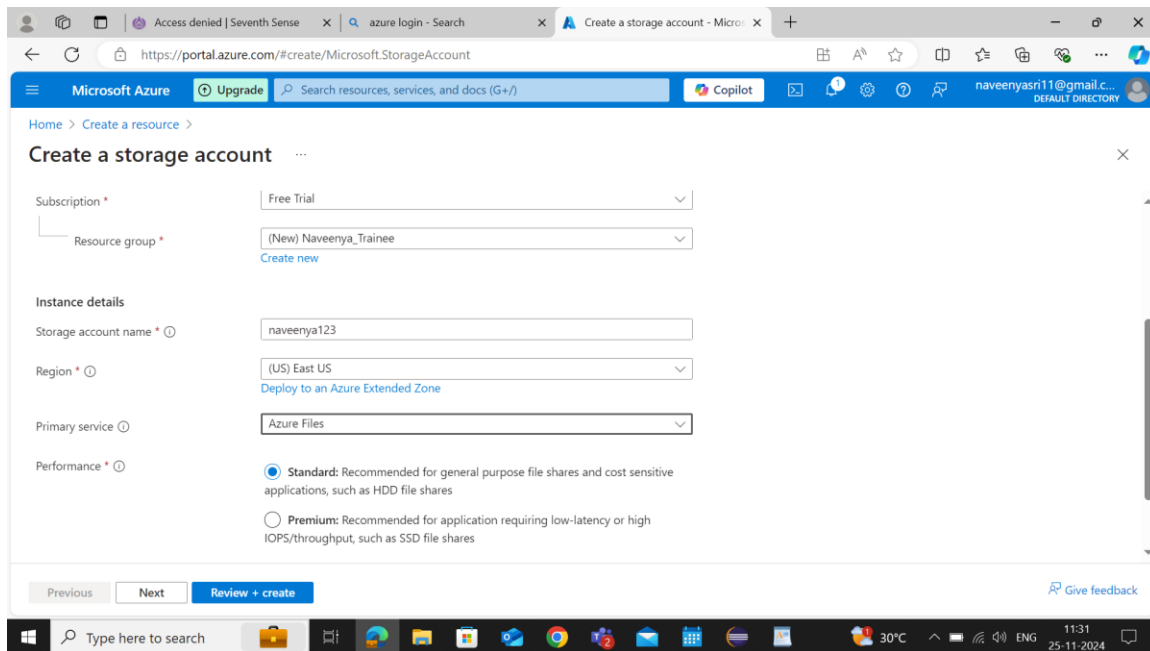 Access denied | Seventh Sense
azure login - Search
Create a storage account - Micros
https://portal.azure.com/#create/Microsoft.StorageAccount
Microsoft Azure
Upgrade
Search resources, services, and docs (G+/)
Copilot
1
naveenyasri11@gmail.c...
DEFAULT DIRECTORY
Home > Create a resource >
Create a storage account ...
Subscription *
Free Trial
Resource group *
(New) Naveenya_Trainee
Create new
Instance details
Storage account name *
naveenya123
Region *
(US) East US
Deploy to an Azure Extended Zone
Primary service
Azure Files
Performance *
Standard: Recommended for general purpose file shares and cost sensitive
applications, such as HDD file shares
Premium: Recommended for application requiring low-latency or high
IOPS/throughput, such as SSD file shares
Previous
Next
Review + create
Give feedback
Type here to search
2
30°C
ENG
11:31
25-11-2024